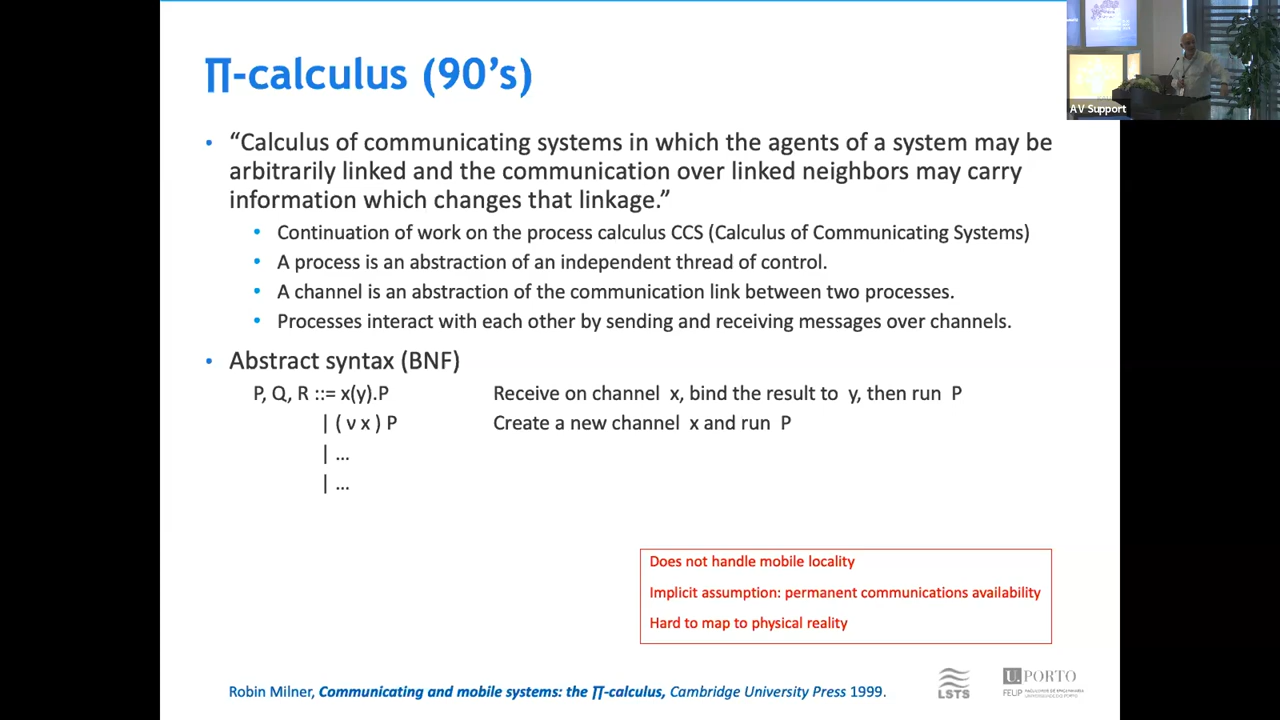 ∏-calculus (90's)
AV Support
• “Calculus of communicating systems in which the agents of a system may be
arbitrarily linked and the communication over linked neighbors may carry
information which changes that linkage.”
• Continuation of work on the process calculus CCS (Calculus of Communicating Systems)
• A process is an abstraction of an independent thread of control.
• A channel is an abstraction of the communication link between two processes.
• Processes interact with each other by sending and receiving messages over channels.
• Abstract syntax (BNF)
P, Q, R ::= x(y).P Receive on channel x, bind the result to y, then run P
| ( ν x ) P Create a new channel x and run P
| ...
| ...
Does not handle mobile locality
Implicit assumption: permanent communications availability
Hard to map to physical reality
Robin Milner, Communicating and mobile systems: the ∏-calculus, Cambridge University Press 1999.
LSTS
U.PORTO
FEUP